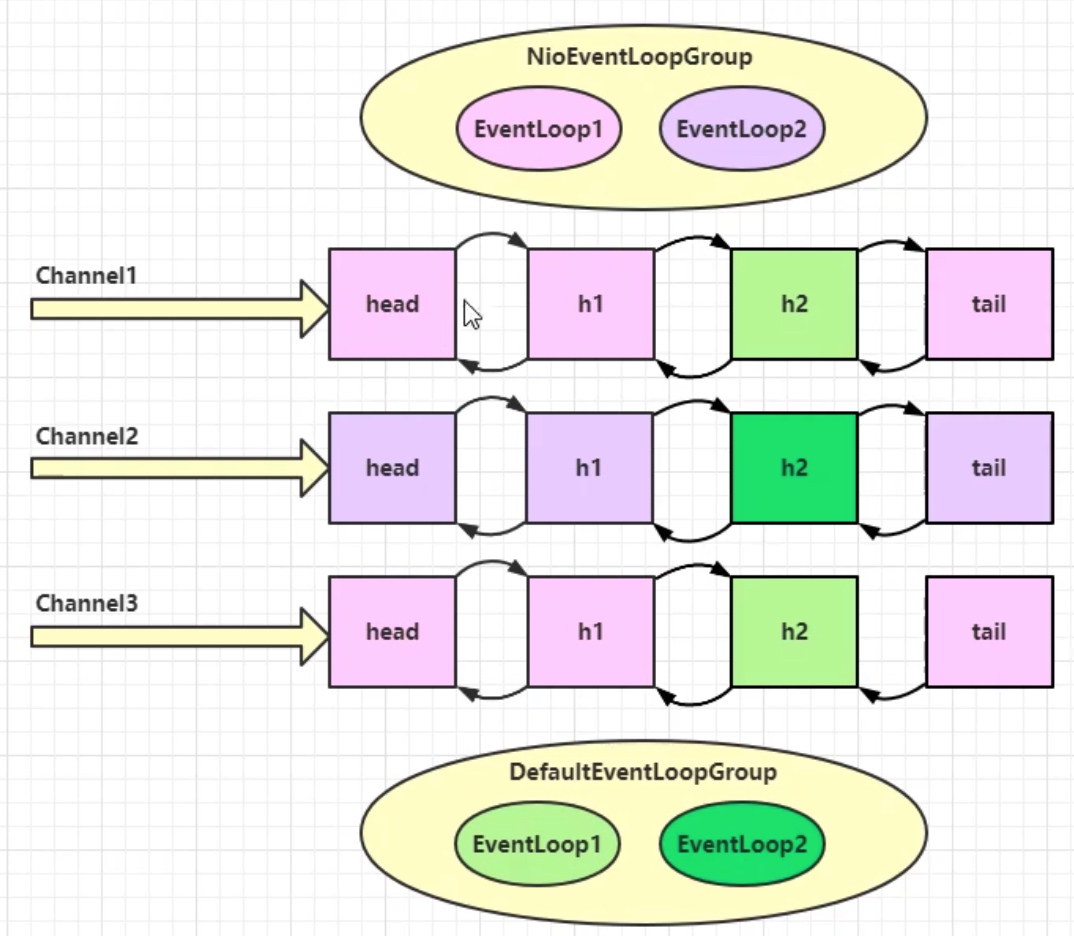 NioEventLoopGroup
EventLoop1
EventLoop2
Channel1
head
h1
h2
tail
Channel2
head
h1
h2
tail
Channel3
head
h1
h2
tail
DefaultEventLoopGroup
EventLoop1
EventLoop2